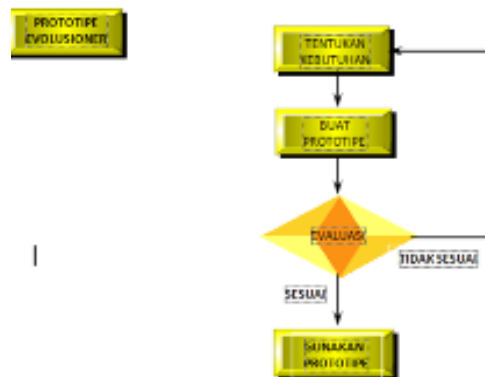 PROTOTIPE
EVOLUSIONER
TENTUKAN
KEBUTUHAN
BUAT
PROTOTIPE
EVALUASI
TIDAK SESUAI
SESUAI
GUNAKAN
PROTOTIPE